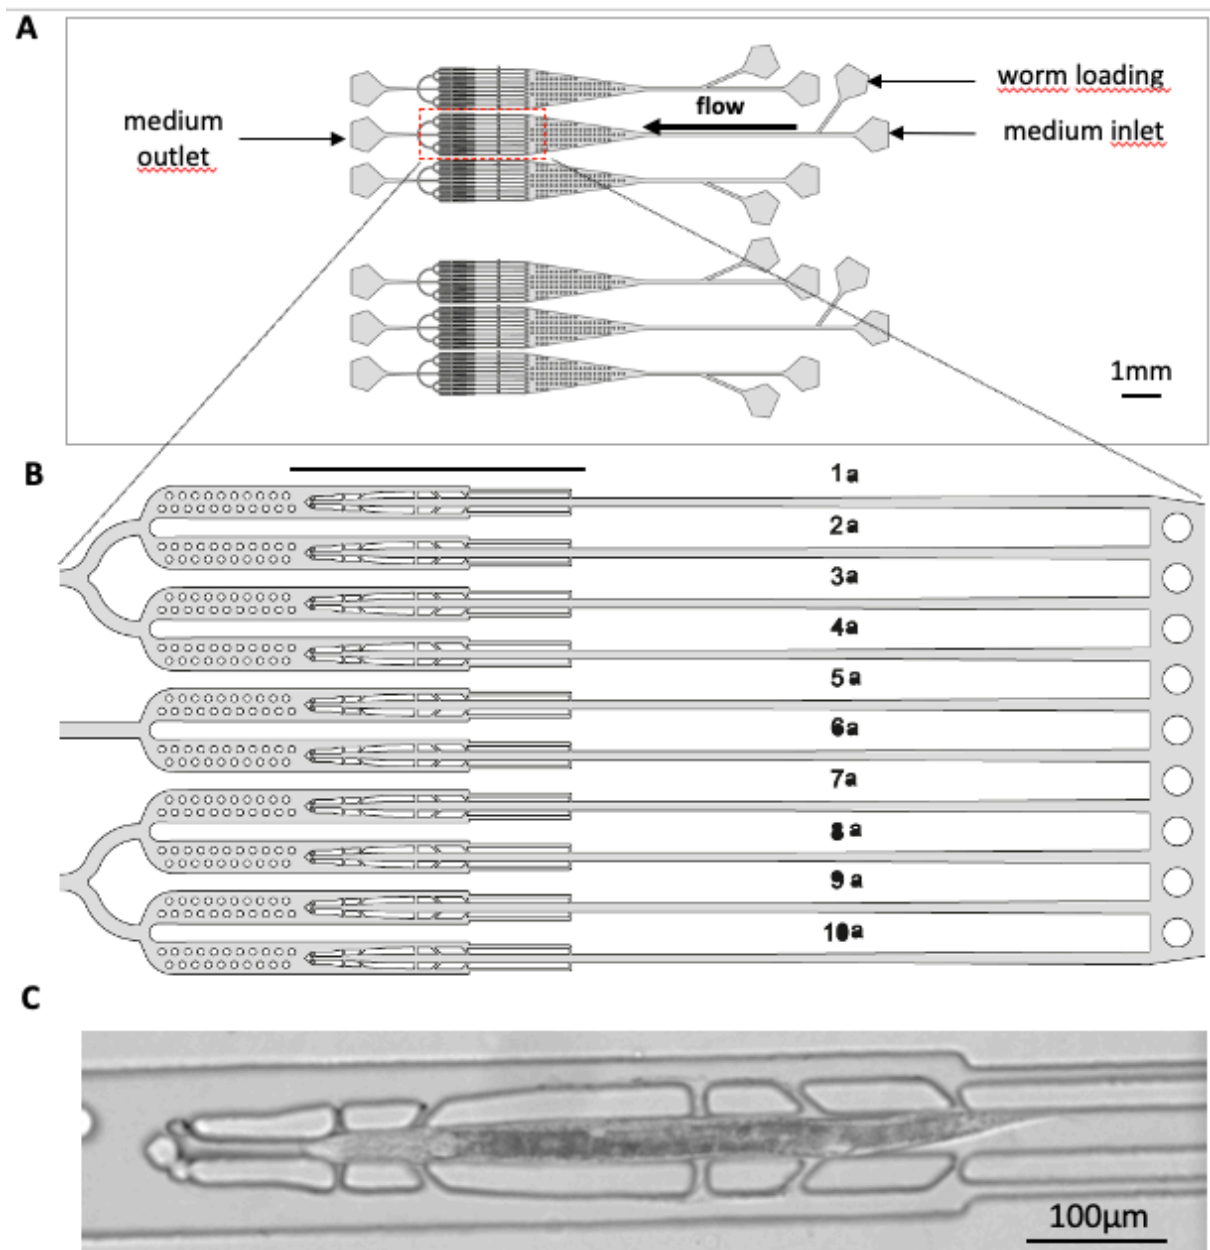 A
worm loading
flow
medium
outlet
medium inlet
1mm
B
1a
2a
3a
4a
5a
6a
7a
8a
9a
10a
C
100μm